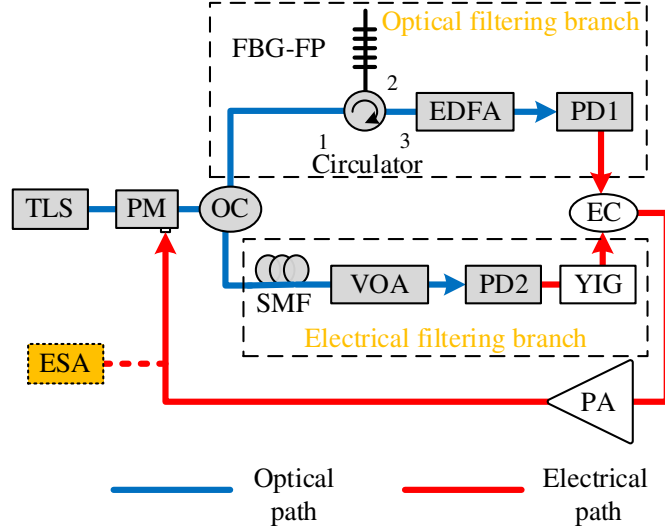 Optical filtering branch
FBG-FP
2
EDFA
PD1
1
3
Circulator
TLS
PM
OC
EC
SMF
VOA
PD2
YIG
Electrical filtering branch
ESA
PA
Optical
path
Electrical
path